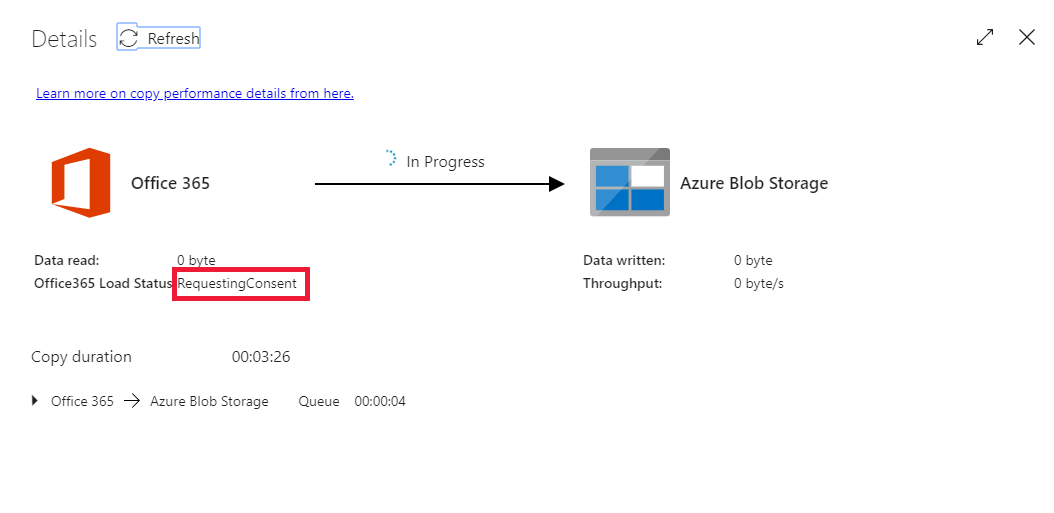 Details Refresh
Learn more on copy performance details from here.
In Progress
Office 365 Azure Blob Storage
Data read: 0 byte Data written: 0 byte
Office365 Load Status RequestingConsent Throughput: 0 byte/s
Copy duration 00:03:26
Office 365 Azure Blob Storage Queue 00:00:04